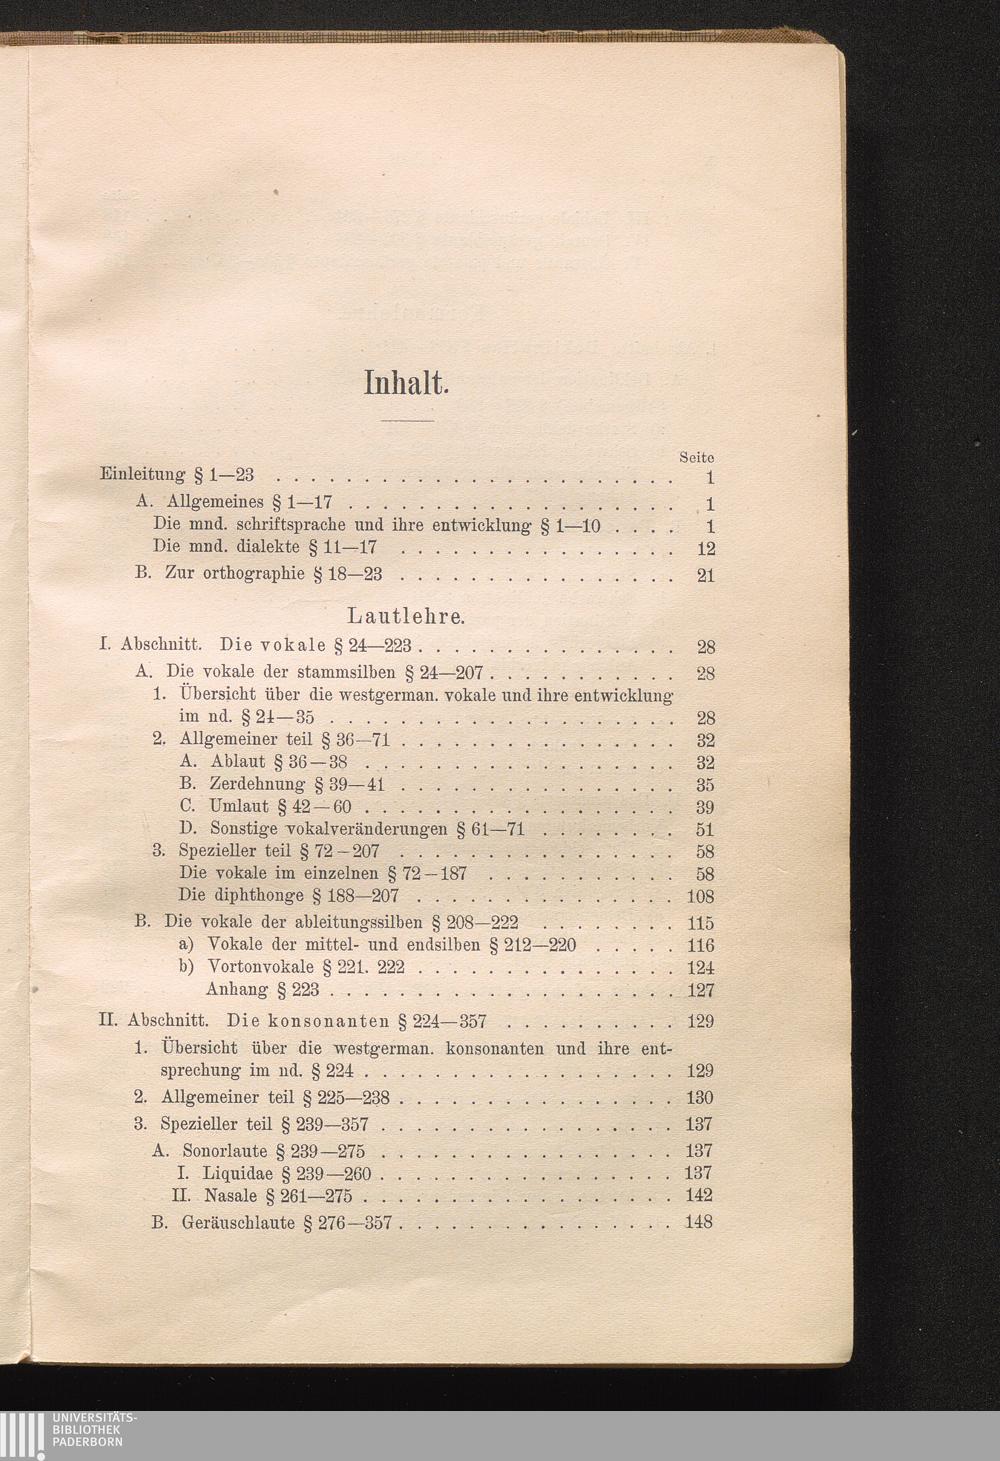 Inhalt.
Seite
Einleitung § 1—23 . . . . . . . . . . . . . . . . . . . . . . . 1
A. Allgemeines § 1—17 . . . . . . . . . . . . . . . . . . . 1
Die mnd. schriftsprache und ihre entwicklung § 1—10 . . . . 1
Die mnd. dialekte § 11—17 . . . . . . . . . . . . . . . . 12
B. Zur orthographie § 18—23 . . . . . . . . . . . . . . . . 21
Lautlehre.
I. Abschnitt. Die vokale § 24—223 . . . . . . . . . . . . . . . 28
A. Die vokale der stammsilben § 24—207 . . . . . . . . . . . 28
1. Übersicht über die westgerman. vokale und ihre entwicklung
im nd. § 24—35 . . . . . . . . . . . . . . . . . . . . 28
2. Allgemeiner teil § 36—71 . . . . . . . . . . . . . . . . 32
A. Ablaut § 36—38 . . . . . . . . . . . . . . . . . . 32
B. Zerdehnung § 39—41 . . . . . . . . . . . . . . . . 35
C. Umlaut § 42—60 . . . . . . . . . . . . . . . . . . 39
D. Sonstige vokalveränderungen § 61—71 . . . . . . . . 51
3. Spezieller teil § 72—207 . . . . . . . . . . . . . . . . 58
Die vokale im einzelnen § 72—187 . . . . . . . . . . . 58
Die diphthonge § 188—207 . . . . . . . . . . . . . . . 108
B. Die vokale der ableitungssilben § 208—222 . . . . . . . . 115
a) Vokale der mittel- und endsilben § 212—220 . . . . . 116
b) Vortonvokale § 221. 222 . . . . . . . . . . . . . . . 124
Anhang § 223 . . . . . . . . . . . . . . . . . . . . 127
II. Abschnitt. Die konsonanten § 224—357 . . . . . . . . . . 129
1. Übersicht über die westgerman. konsonanten und ihre ent-
sprechung im nd. § 224 . . . . . . . . . . . . . . . . . . 129
2. Allgemeiner teil § 225—238 . . . . . . . . . . . . . . . . 130
3. Spezieller teil § 239—357 . . . . . . . . . . . . . . . . . 137
A. Sonorlaute § 239—275 . . . . . . . . . . . . . . . . . 137
I. Liquidae § 239—260 . . . . . . . . . . . . . . . . . 137
II. Nasale § 261—275 . . . . . . . . . . . . . . . . . . 142
B. Geräuschlaute § 276—357 . . . . . . . . . . . . . . . . 148
UNIVERSITÄTS-
BIBLIOTHEK
PADERBORN